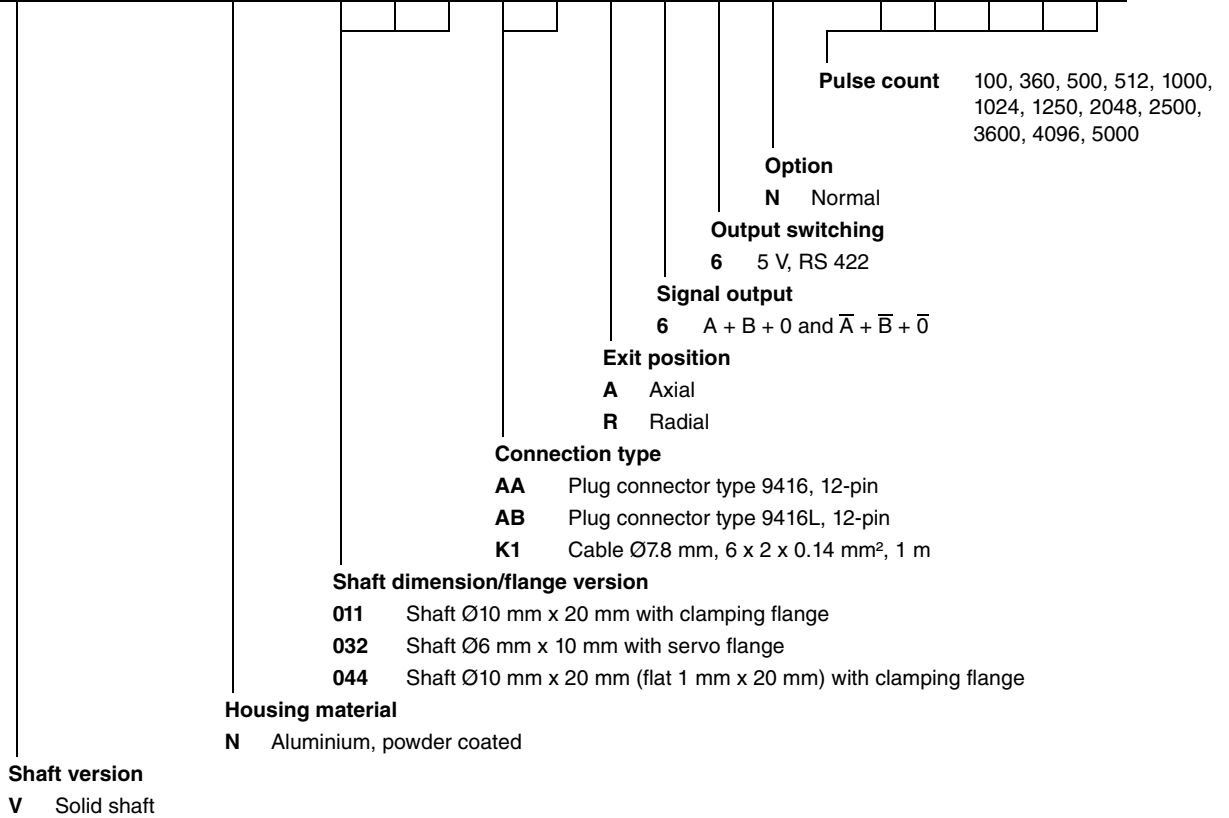 Pulse count 100, 360, 500, 512, 1000,
1024, 1250, 2048, 2500,
3600, 4096, 5000
Option
N Normal
Output switching
6 5 V, RS 422
Signal output
6 A + B + 0 and A̅ + B̅ + 0̅
Exit position
A Axial
R Radial
Connection type
AA Plug connector type 9416, 12-pin
AB Plug connector type 9416L, 12-pin
K1 Cable Ø7.8 mm, 6 x 2 x 0.14 mm², 1 m
Shaft dimension/flange version
011 Shaft Ø10 mm x 20 mm with clamping flange
032 Shaft Ø6 mm x 10 mm with servo flange
044 Shaft Ø10 mm x 20 mm (flat 1 mm x 20 mm) with clamping flange
Housing material
N Aluminium, powder coated
Shaft version
V Solid shaft